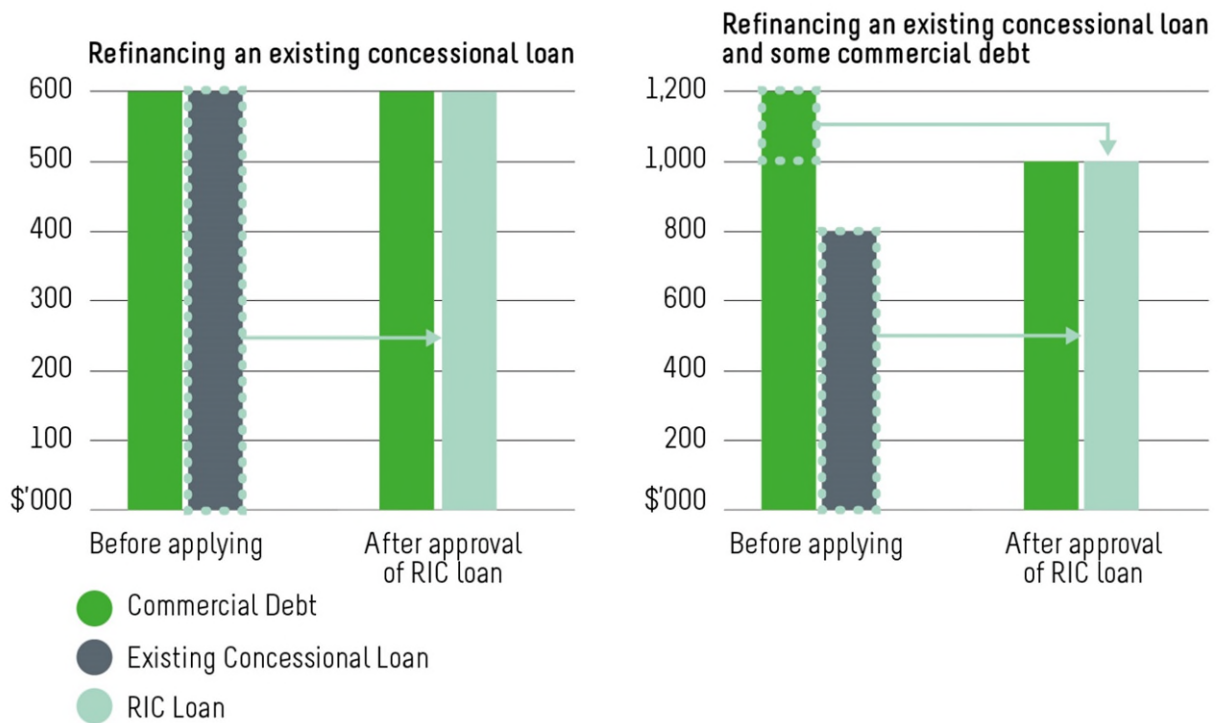 Refinancing an existing concessional loan
600
500
400
300
200
100
$'000
Before applying
After approval
of RIC loan
Refinancing an existing concessional loan
and some commercial debt
1,200
1,000
800
600
400
200
$'000
Before applying
After approval
of RIC loan
Commercial Debt
Existing Concessional Loan
RIC Loan